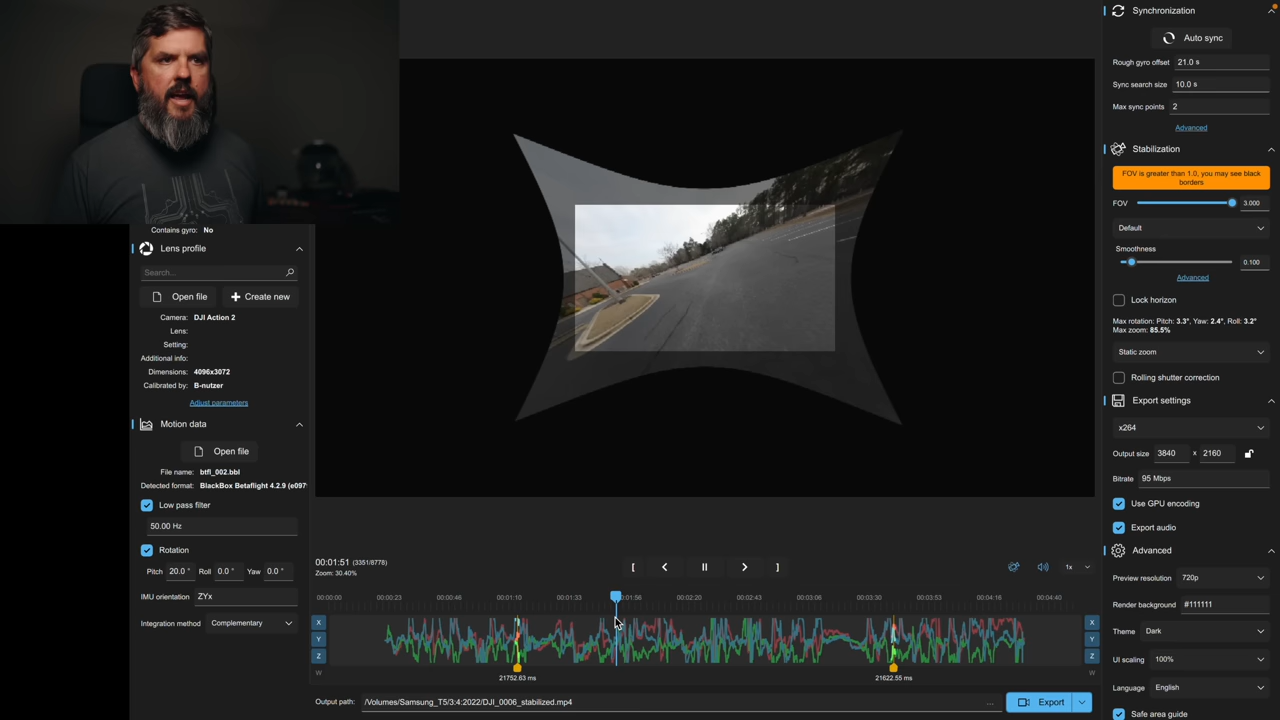 Contains gyro: No
Lens profile
Search...
Open file
Create new
Camera: DJI Action 2
Lens:
Setting:
Additional info:
Dimensions: 4096x3072
Calibrated by: B-nutzer
Adjust parameters
Motion data
Open file
File name: btfl_002.bbl
Detected format: BlackBox Betaflight 4.2.9 (e097
Low pass filter
50.00 Hz
Rotation
Pitch 20.0° Roll 0.0° Yaw 0.0°
IMU orientation ZYx
Integration method Complementary
00:01:51 (3351/8778)
Zoom: 30.40%
[ ] 1x
00:00:00 00:00:23 00:00:46 00:01:10 00:01:33 00:01:56 00:02:20 00:02:43 00:03:06 00:03:29 00:03:53 00:04:16 00:04:40
X X
Y Y
Z Z
W W
21752.63 ms 21622.55 ms
Output path: /Volumes/Samsung_T5/3:4:2022/DJI_0006_stabilized.mp4 ... Export
Synchronization
Auto sync
Rough gyro offset 21.0 s
Sync search size 10.0 s
Max sync points 2
Advanced
Stabilization
FOV is greater than 1.0, you may see black
borders
FOV 3.000
Default
Smoothness
0.100
Advanced
Lock horizon
Max rotation: Pitch: 3.3°, Yaw: 2.4°, Roll: 3.2°
Max zoom: 85.5%
Static zoom
Rolling shutter correction
Export settings
x264
Output size 3840 x 2160
Bitrate 95 Mbps
Use GPU encoding
Export audio
Advanced
Preview resolution 720p
Render background #111111
Theme Dark
UI scaling 100%
Language English
Safe area guide